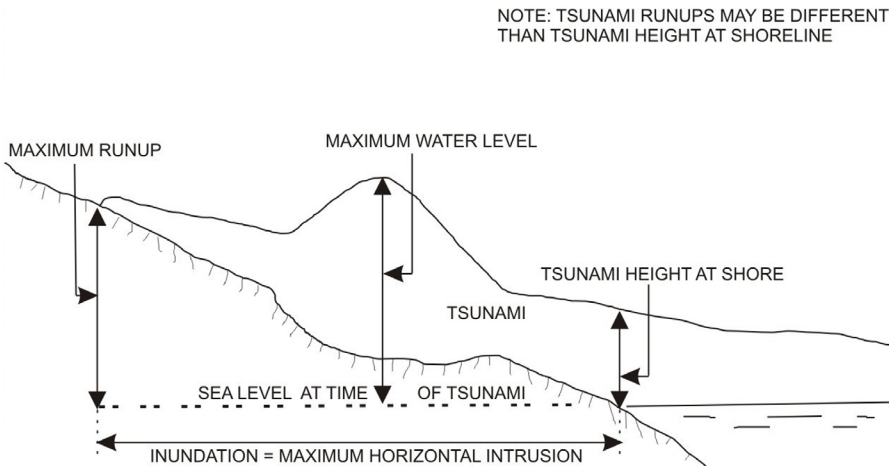 NOTE: TSUNAMI RUNUPS MAY BE DIFFERENT
THAN TSUNAMI HEIGHT AT SHORELINE
MAXIMUM RUNUP
MAXIMUM WATER LEVEL
TSUNAMI HEIGHT AT SHORE
TSUNAMI
SEA LEVEL AT TIME OF TSUNAMI
INUNDATION = MAXIMUM HORIZONTAL INTRUSION